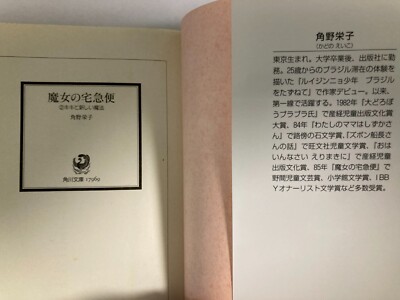 魔女の宅急便
②キキと新しい魔法
角野栄子
角川文庫 17969
角野栄子
(かどの えいこ)
東京生まれ。大学卒業後、出版社に勤
務。25歳からのブラジル滞在の体験を
描いた「ルイジンニョ少年 ブラジル
をたずねて」で作家デビュー。以来、
第一線で活躍する。1982年「大どろぼ
うブラブラ氏」で産経児童出版文化賞
大賞、84年「わたしのママはしずかさ
ん」で路傍の石文学賞、「ズボン船長さ
んの話」で旺文社児童文学賞、「おは
いんなさい えりまきに」で産経児童
出版文化賞、85年「魔女の宅急便」で
野間児童文芸賞、小学館文学賞、IBB
Yオナーリスト文学賞など多数受賞。